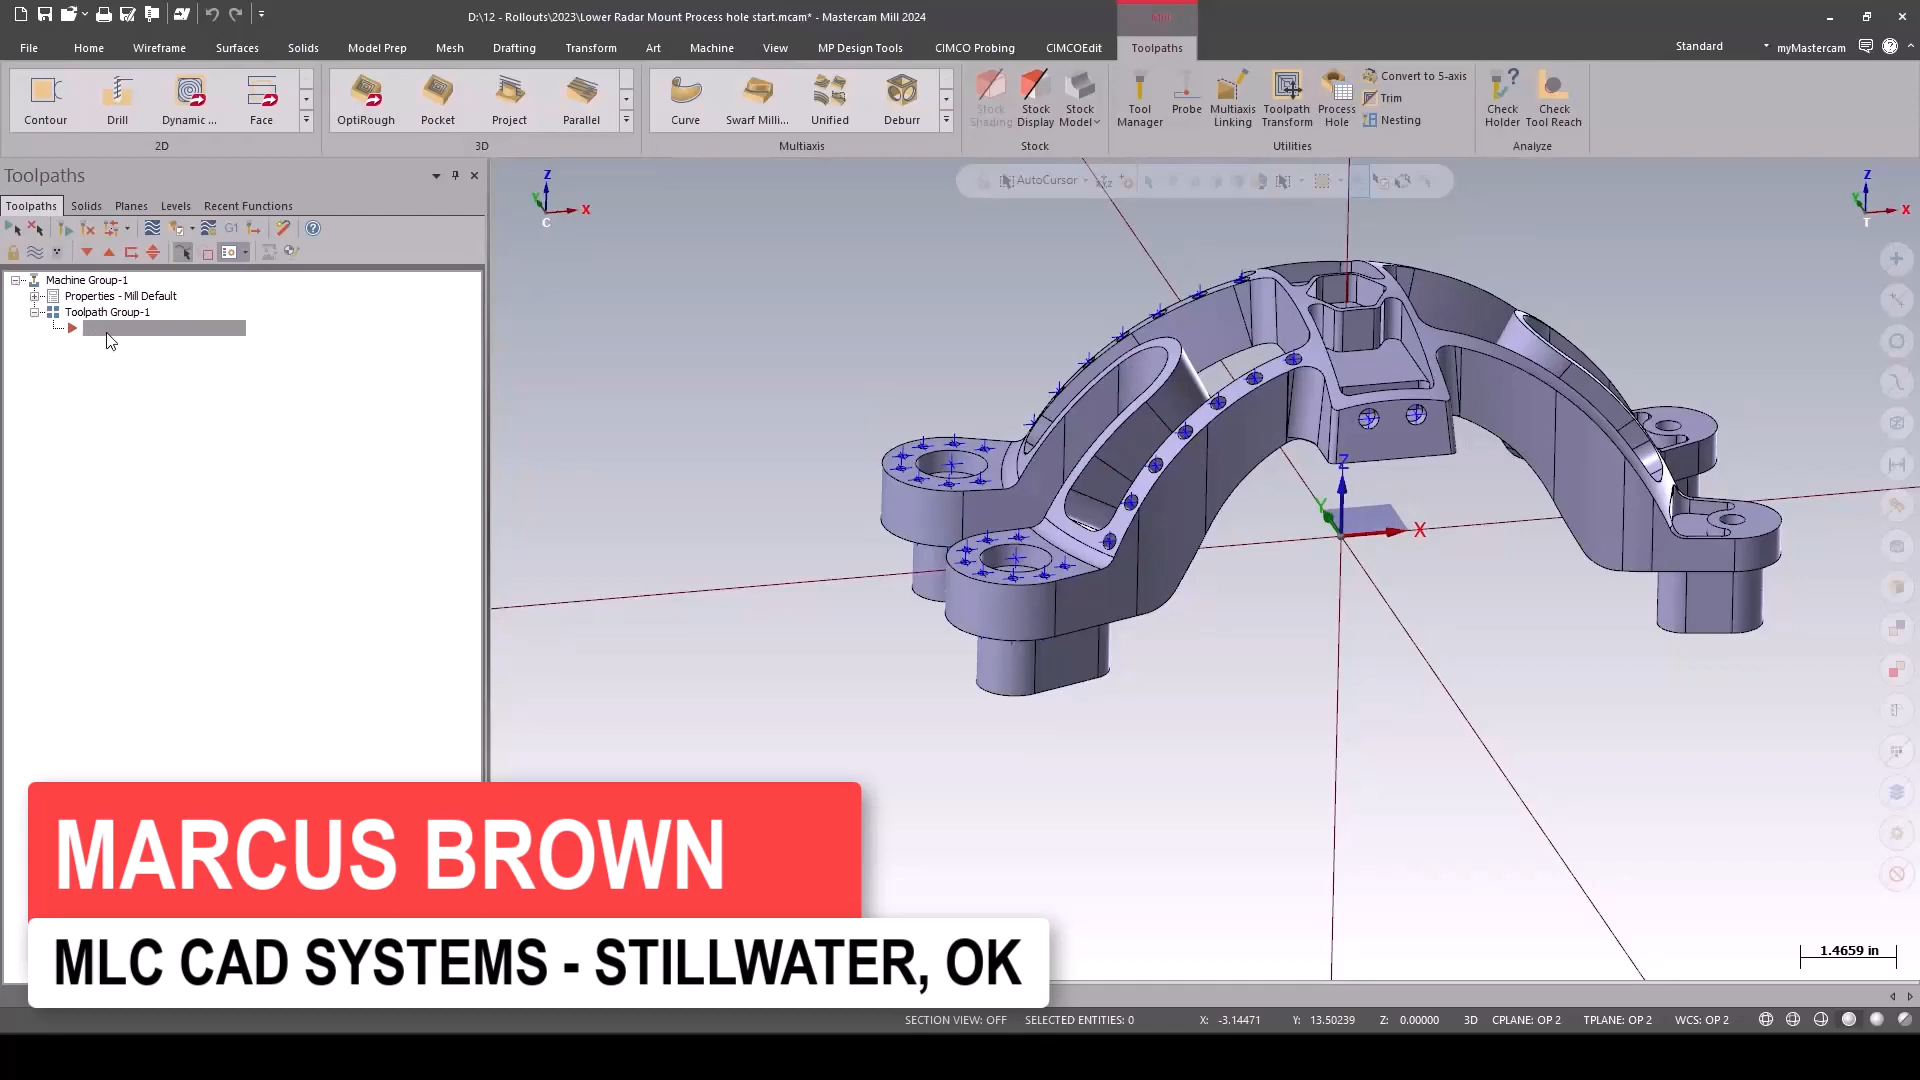 D:\12 - Rollouts\2023\Lower Radar Mount Process hole start.mcam* - Mastercam Mill 2024
File Home Wireframe Surfaces Solids Model Prep Mesh Drafting Transform Art Machine View MP Design Tools CIMCO Probing CIMCOEdit Toolpaths Standard myMastercam
Contour Drill Dynamic ... Face
2D
OptiRough Pocket Project Parallel
3D
Curve Swarf Milli... Unified Deburr
Multiaxis
Stock Shading Stock Display Stock Model
Stock
Tool Manager Probe Multiaxis Linking Toolpath Transform Process Hole
Convert to 5-axis
Trim
Nesting
Utilities
Check Holder Check Tool Reach
Analyze
Toolpaths
Toolpaths Solids Planes Levels Recent Functions
G1
Machine Group-1
Properties - Mill Default
Toolpath Group-1
AutoCursor
Z
Y
X
C
Z
Y
X
T
Z
Y
X
MARCUS BROWN
MLC CAD SYSTEMS - STILLWATER, OK
1.4659 in
SECTION VIEW: OFF SELECTED ENTITIES: 0 X: -3.14471 Y: 13.50239 Z: 0.00000 3D CPLANE: OP 2 TPLANE: OP 2 WCS: OP 2